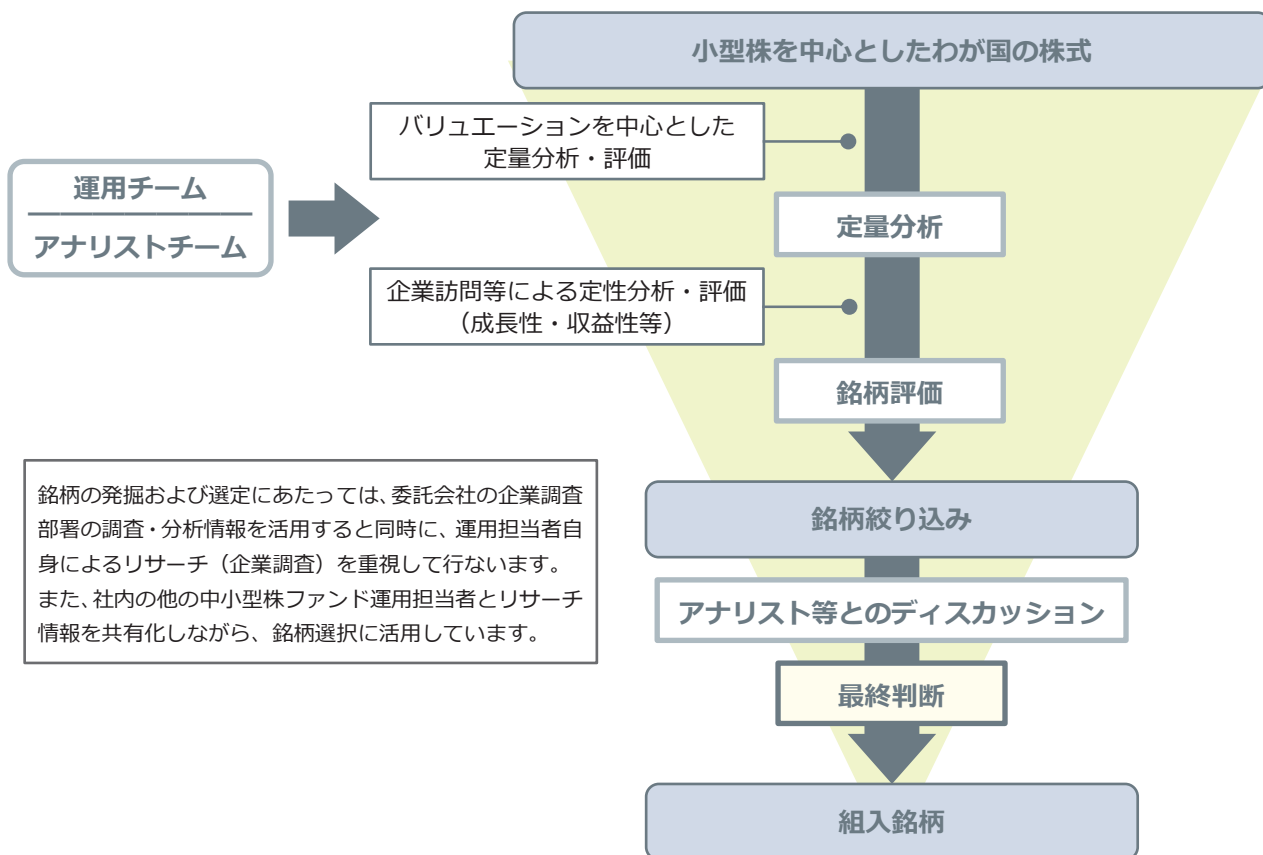 小型株を中心としたわが国の株式
バリュエーションを中心とした
定量分析・評価
運用チーム
アナリストチーム
定量分析
企業訪問等による定性分析・評価
（成長性・収益性等）
銘柄評価
銘柄の発掘および選定にあたっては、委託会社の企業調査
部署の調査・分析情報を活用すると同時に、運用担当者自
身によるリサーチ（企業調査）を重視して行ないます。
また、社内の他の中小型株ファンド運用担当者とリサーチ
情報を共有化しながら、銘柄選択に活用しています。
銘柄絞り込み
アナリスト等とのディスカッション
最終判断
組入銘柄